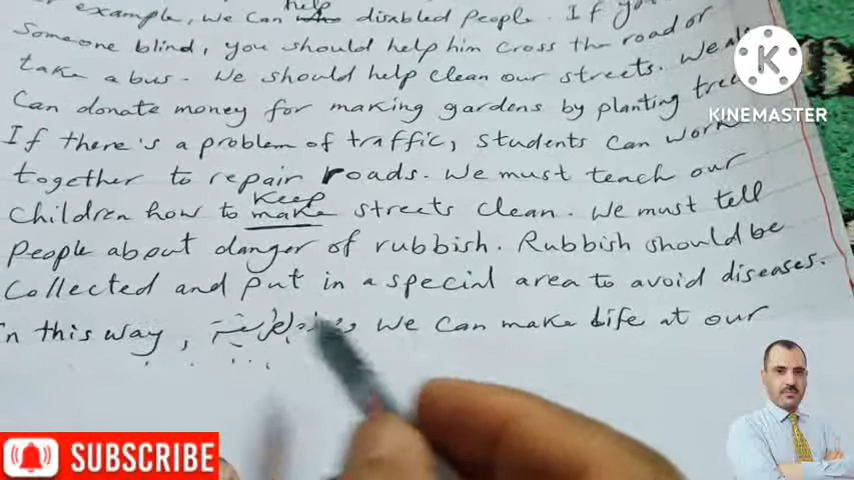 example, we can help disabled people. If you
someone blind, you should help him cross the road or
take a bus. We should help clean our streets. We
can donate money for making gardens by planting
If there's a problem of traffic, students can work
together to repair roads. We must teach our
children how to make keep streets clean. We must tell
people about danger of rubbish. Rubbish should be
collected and put in a special area to avoid diseases.
In this way, بهذه الطريقة we can make life at our
KINEMASTER
SUBSCRIBE